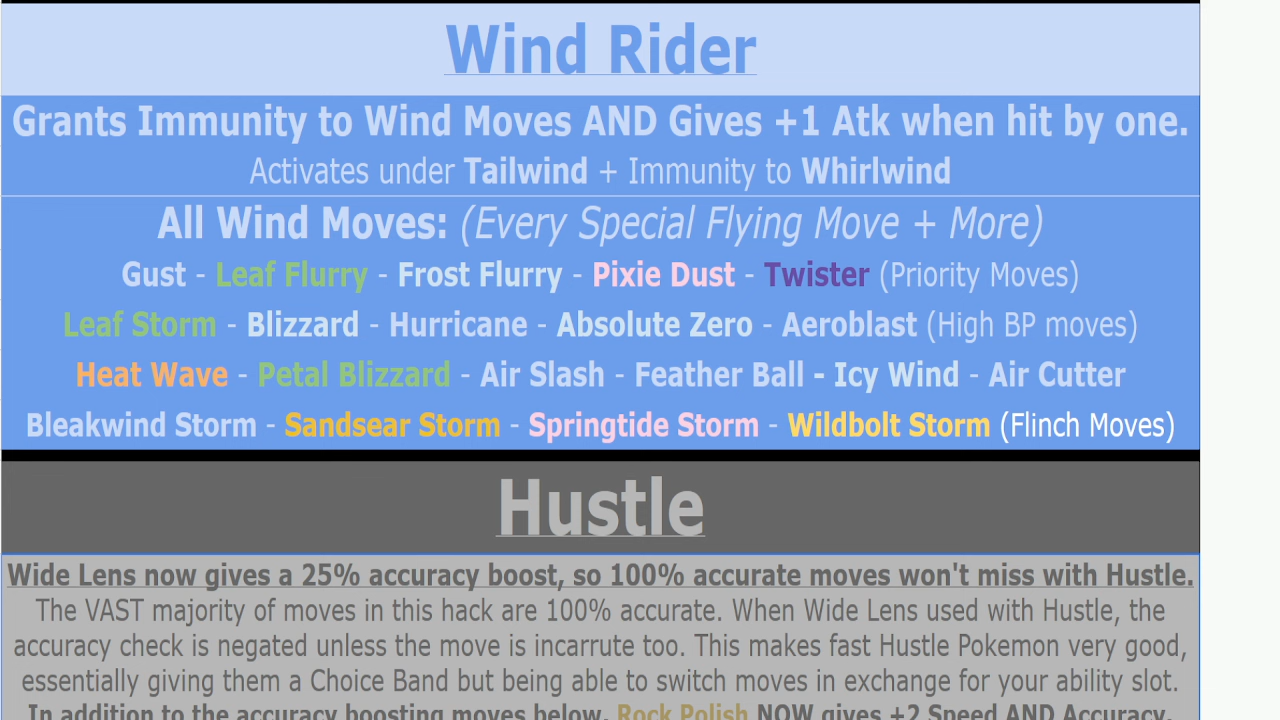 Wind Rider
Grants Immunity to Wind Moves AND Gives +1 Atk when hit by one.
Activates under Tailwind + Immunity to Whirlwind
All Wind Moves: (Every Special Flying Move + More)
Gust - Leaf Flurry - Frost Flurry - Pixie Dust - Twister (Priority Moves)
Leaf Storm - Blizzard - Hurricane - Absolute Zero - Aeroblast (High BP moves)
Heat Wave - Petal Blizzard - Air Slash - Feather Ball - Icy Wind - Air Cutter
Bleakwind Storm - Sandsear Storm - Springtide Storm - Wildbolt Storm (Flinch Moves)
Hustle
Wide Lens now gives a 25% accuracy boost, so 100% accurate moves won't miss with Hustle.
The VAST majority of moves in this hack are 100% accurate. When Wide Lens used with Hustle, the
accuracy check is negated unless the move is incarrute too. This makes fast Hustle Pokemon very good,
essentially giving them a Choice Band but being able to switch moves in exchange for your ability slot.
In addition to the accuracy boosting moves below, Rock Polish NOW gives +2 Speed AND Accuracy.